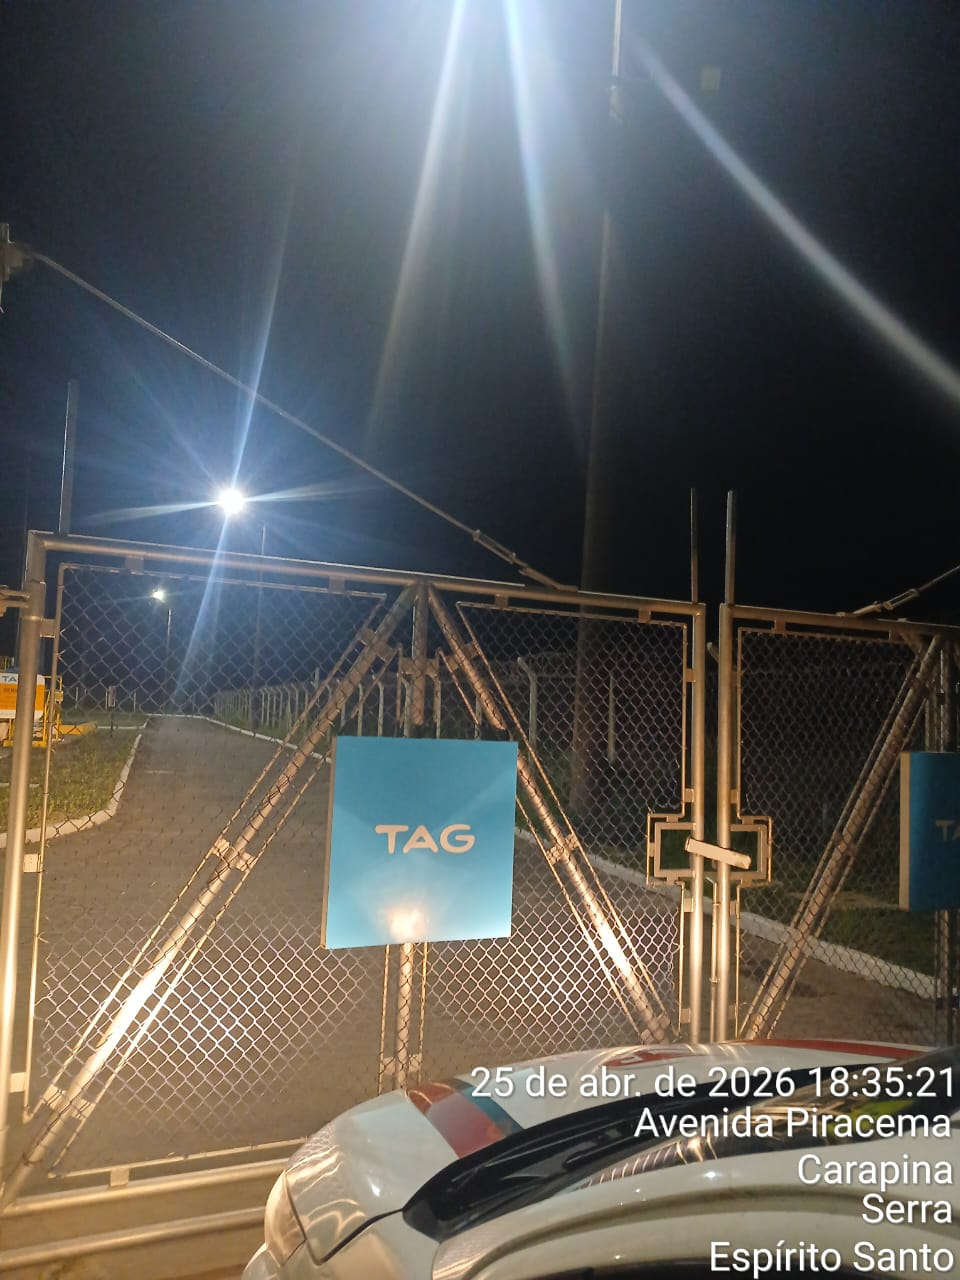 TAG
25 de abr. de 2026 18:35:21
Avenida Piracema
Carapina
Serra
Espírito Santo